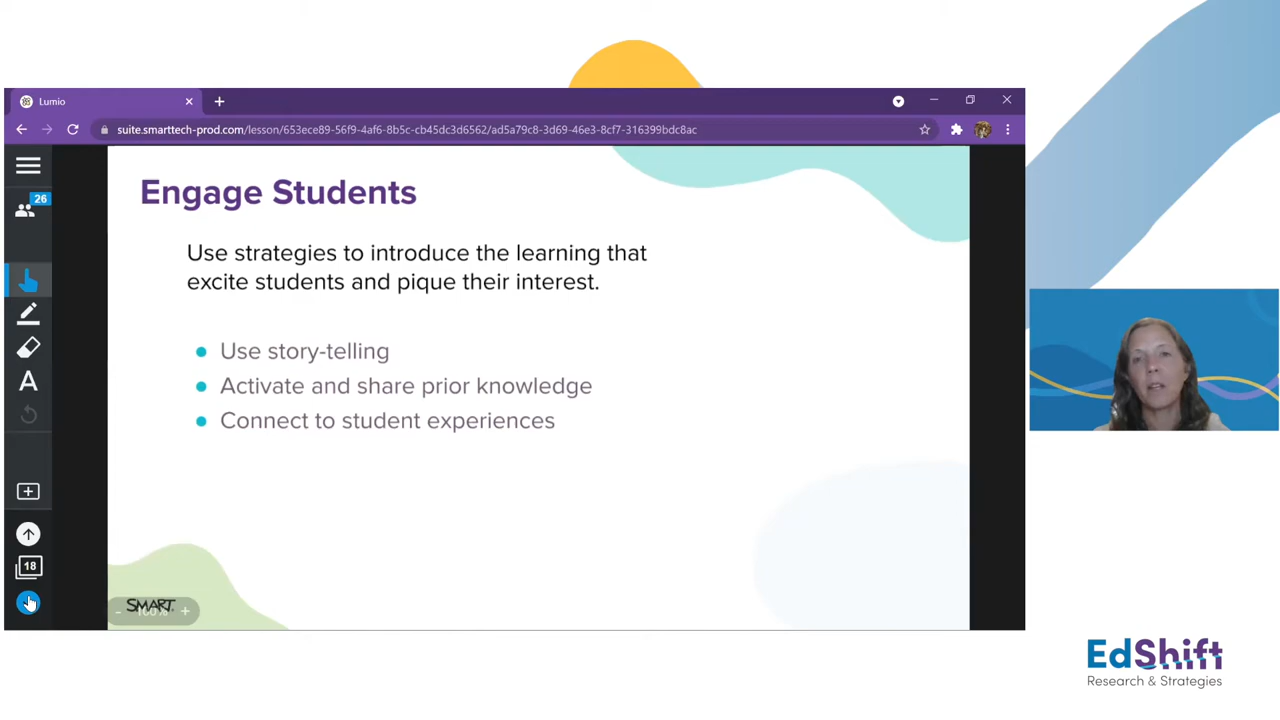 Lumio
suite.smarttech-prod.com/lesson/653ece89-56f9-4af6-8b5c-cb45dc3d6562/ad5a79c8-3d69-46e3-8cf7-316399bdc8ac
26
Engage Students
Use strategies to introduce the learning that
excite students and pique their interest.
Use story-telling
Activate and share prior knowledge
Connect to student experiences
A
18
SMART
- 100% +
EdShift
Research & Strategies